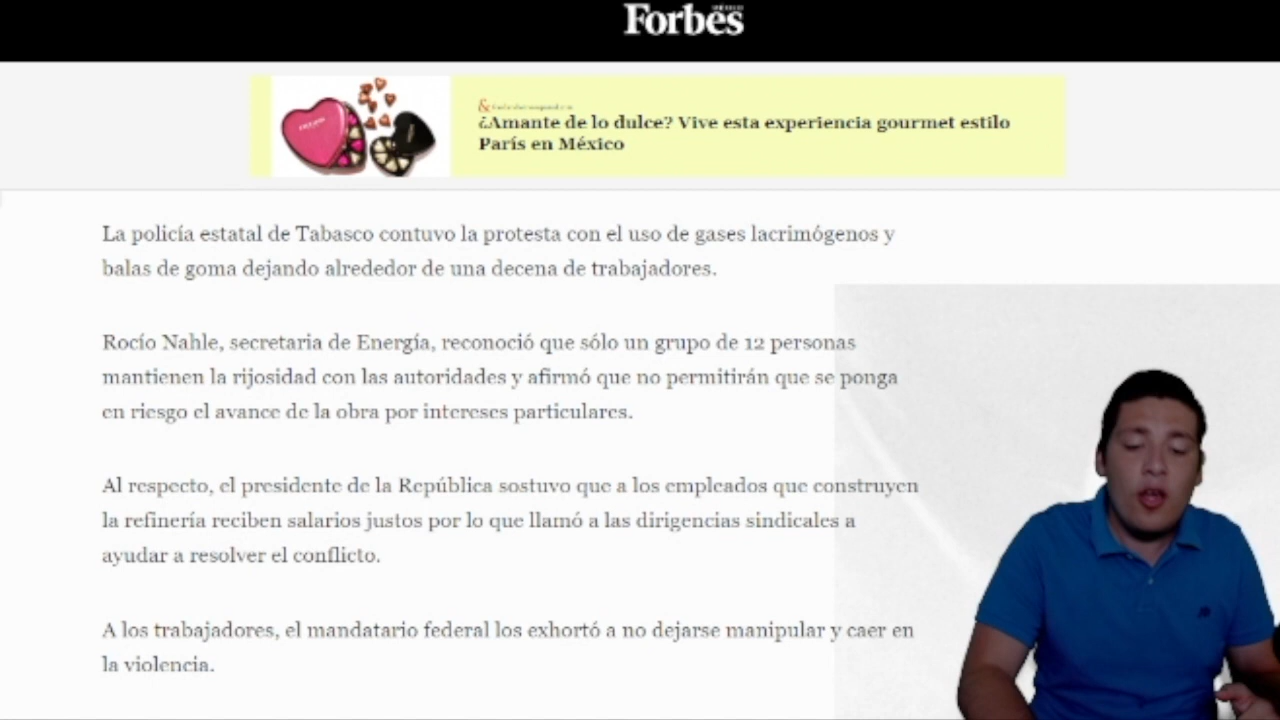 Forbes
MÉXICO
¿Amante de lo dulce? Vive esta experiencia gourmet estilo
París en México
La policía estatal de Tabasco contuvo la protesta con el uso de gases lacrimógenos y
balas de goma dejando alrededor de una decena de trabajadores.
Rocío Nahle, secretaria de Energía, reconoció que sólo un grupo de 12 personas
mantienen la rijosidad con las autoridades y afirmó que no permitirán que se ponga
en riesgo el avance de la obra por intereses particulares.
Al respecto, el presidente de la República sostuvo que a los empleados que construyen
la refinería reciben salarios justos por lo que llamó a las dirigencias sindicales a
ayudar a resolver el conflicto.
A los trabajadores, el mandatario federal los exhortó a no dejarse manipular y caer en
la violencia.